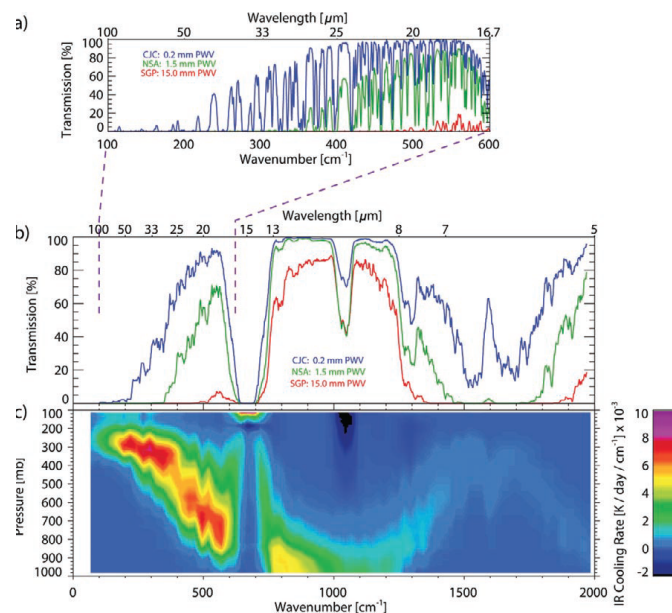 a)
Wavelength [µm]
100 50 33 25 20 16.7
Transmission [%]
100
80
60
40
20
0
CJC: 0.2 mm PWV
NSA: 1.5 mm PWV
SGP: 15.0 mm PWV
100 200 300 400 500 600
Wavenumber [cm-1]
b)
Wavelength [µm]
100 50 33 25 20 15 13 8 7 5
Transmission [%]
100
80
60
40
20
0
CJC: 0.2 mm PWV
NSA: 1.5 mm PWV
SGP: 15.0 mm PWV
c)
Pressure [mb]
100
200
300
400
500
600
700
800
900
1000
0 500 1000 1500 2000
Wavenumber [cm-1]
10
8
6
4
2
0
-2
IR Cooling Rate [K / day / cm-1] x 10-3